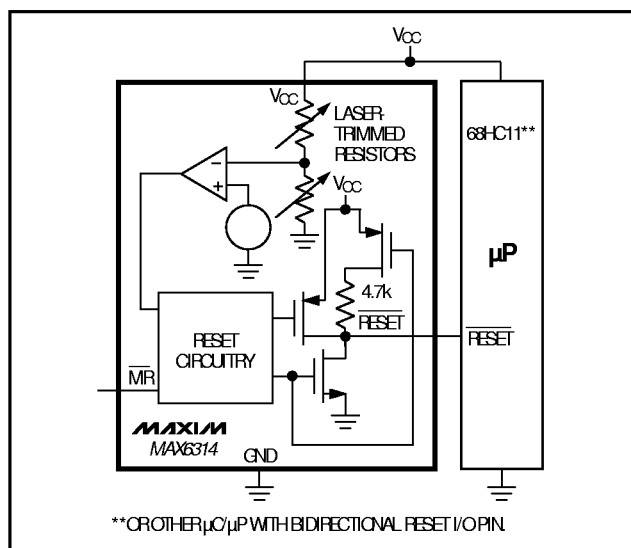 VCC
VCC
LASER-
TRIMMED
RESISTORS
68HC11**
−
+
VCC
µP
4.7k
RESET
RESET
CIRCUITRY
RESET
MR
MAXIM
MAX6314
GND
**OR OTHER µC/µP WITH BIDIRECTIONAL RESET I/O PIN.